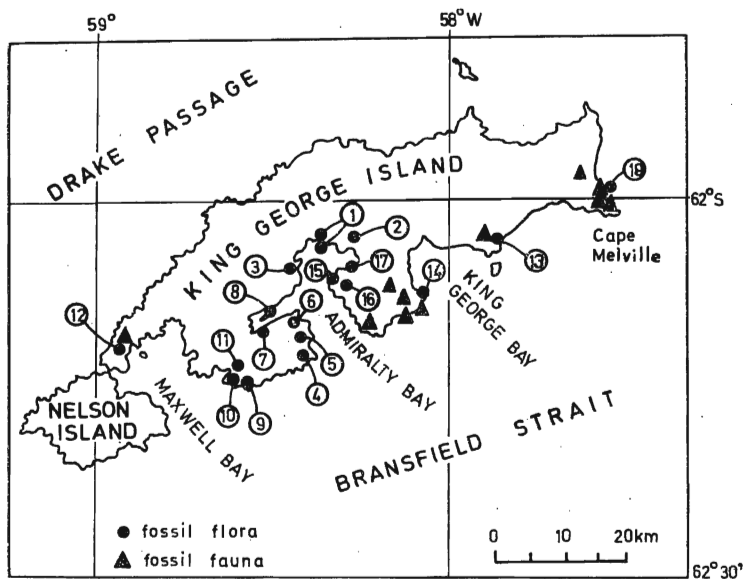 59°
58°W
DRAKE PASSAGE
KING GEORGE ISLAND
18
62°S
Cape
Melville
1
2
3
17
15
16
14
13
KING
GEORGE BAY
8
6
12
11
7
5
4
ADMIRALTY BAY
10
9
NELSON
ISLAND
MAXWELL BAY
BRANSFIELD STRAIT
fossil flora
fossil fauna
0 10 20km
62°30'